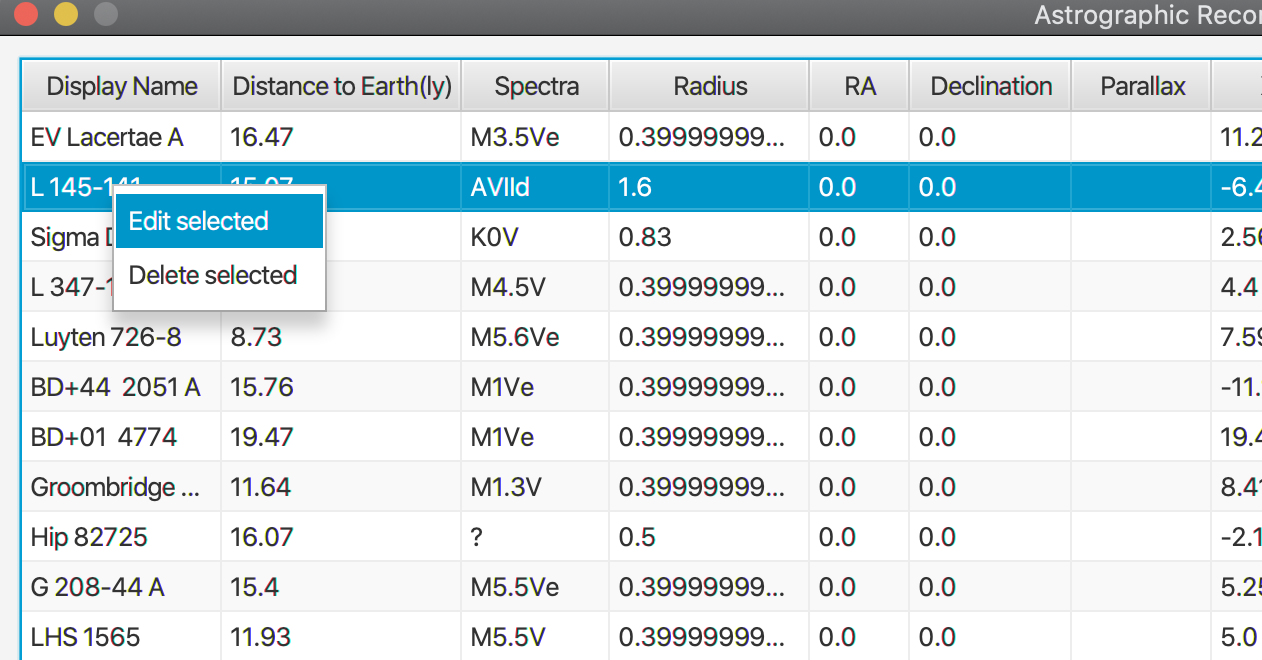 Astrographic Recor
Display Name Distance to Earth(ly) Spectra Radius RA Declination Parallax
EV Lacertae A 16.47 M3.5Ve 0.39999999... 0.0 0.0 11.2
L 145-141 15.07 AVIId 1.6 0.0 0.0 -6.4
Edit selected
Sigma K0V 0.83 0.0 0.0 2.56
Delete selected
L 347-1 M4.5V 0.39999999... 0.0 0.0 4.4
Luyten 726-8 8.73 M5.6Ve 0.39999999... 0.0 0.0 7.59
BD+44  2051 A 15.76 M1Ve 0.39999999... 0.0 0.0 -11.
BD+01  4774 19.47 M1Ve 0.39999999... 0.0 0.0 19.4
Groombridge ... 11.64 M1.3V 0.39999999... 0.0 0.0 8.41
Hip 82725 16.07 ? 0.5 0.0 0.0 -2.1
G 208-44 A 15.4 M5.5Ve 0.39999999... 0.0 0.0 5.25
LHS 1565 11.93 M5.5V 0.39999999... 0.0 0.0 5.0